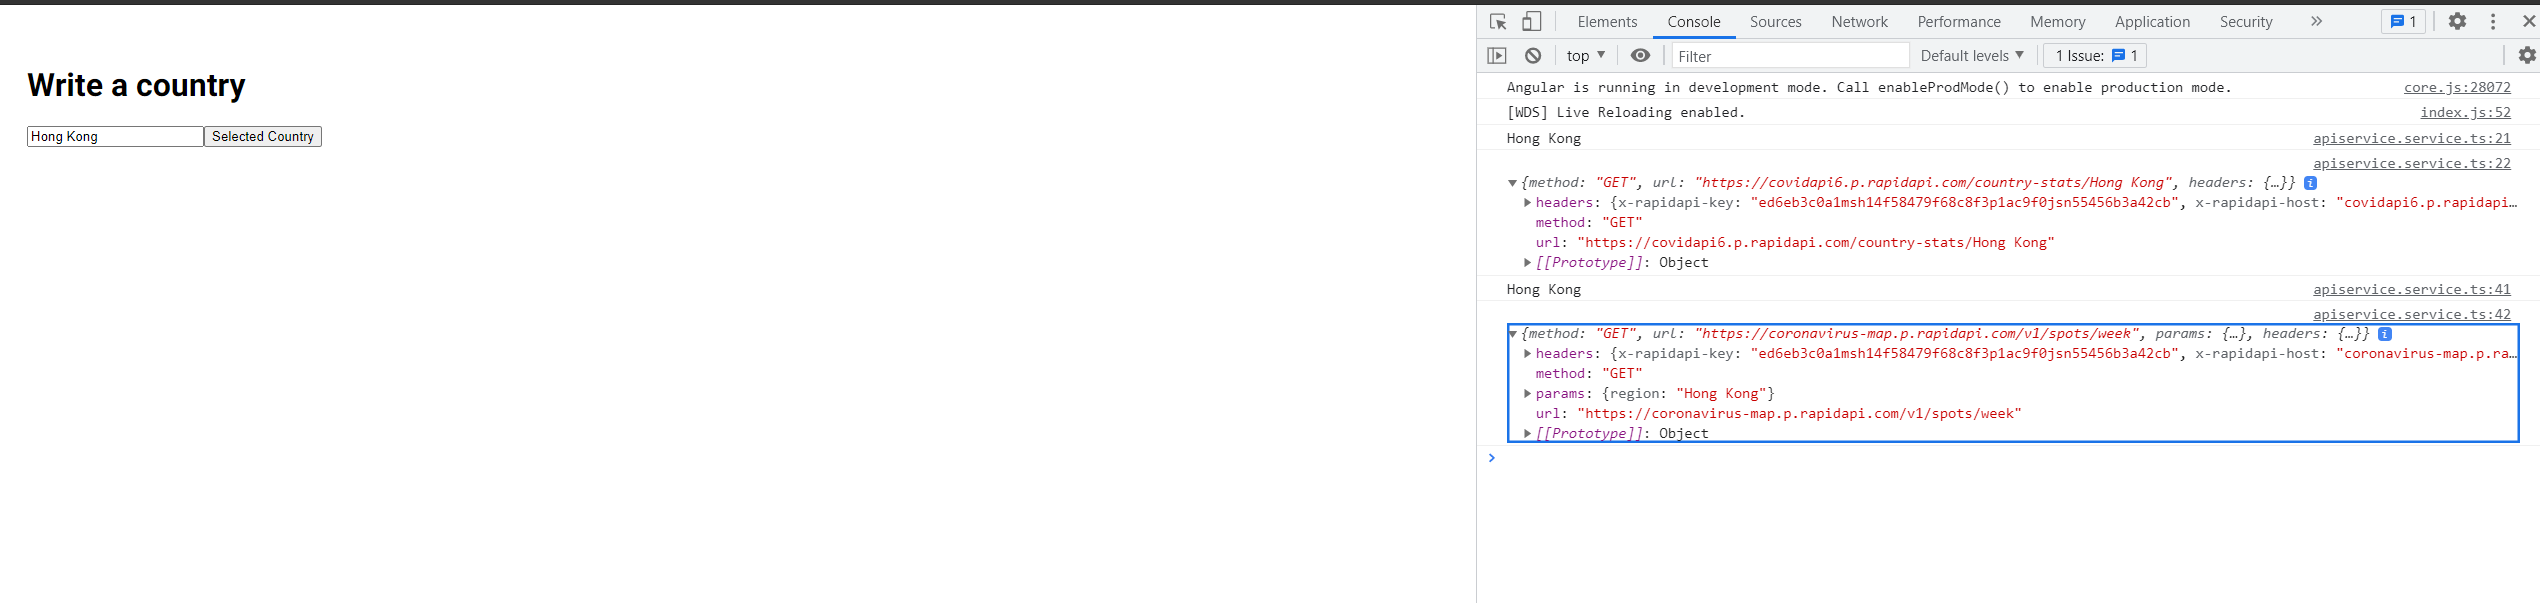 Write a country
Hong Kong Selected Country
Elements Console Sources Network Performance Memory Application Security » 1
top ▼ Filter Default levels ▼ 1 Issue: 1
Angular is running in development mode. Call enableProdMode() to enable production mode. core.js:28072
[WDS] Live Reloading enabled. index.js:52
Hong Kong apiservice.service.ts:21
apiservice.service.ts:22
▼{method: "GET", url: "https://covidapi6.p.rapidapi.com/country-stats/Hong Kong", headers: {…}} i
▶headers: {x-rapidapi-key: "ed6eb3c0a1msh14f58479f68c8f3p1ac9f0jsn55456b3a42cb", x-rapidapi-host: "covidapi6.p.rapidapi…
method: "GET"
url: "https://covidapi6.p.rapidapi.com/country-stats/Hong Kong"
▶[[Prototype]]: Object
Hong Kong apiservice.service.ts:41
apiservice.service.ts:42
▼{method: "GET", url: "https://coronavirus-map.p.rapidapi.com/v1/spots/week", params: {…}, headers: {…}} i
▶headers: {x-rapidapi-key: "ed6eb3c0a1msh14f58479f68c8f3p1ac9f0jsn55456b3a42cb", x-rapidapi-host: "coronavirus-map.p.ra…
method: "GET"
▶params: {region: "Hong Kong"}
url: "https://coronavirus-map.p.rapidapi.com/v1/spots/week"
▶[[Prototype]]: Object